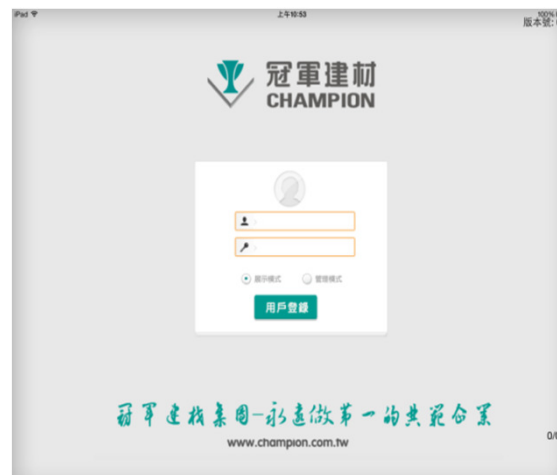 iPad
上午10:53
100%
版本號:
冠軍建材
CHAMPION
展示模式
管理模式
用戶登錄
冠軍建材集團-永遠做第一的典範企業
www.champion.com.tw
0/